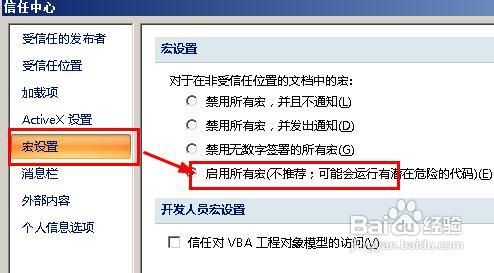 信任中心
受信任的发布者
受信任位置
加载项
ActiveX 设置
宏设置
消息栏
外部内容
个人信息选项
宏设置
对于在非受信任位置的文档中的宏:
禁用所有宏，并且不通知(L)
禁用所有宏，并发出通知(D)
禁用无数字签署的所有宏(G)
启用所有宏(不推荐；可能会运行有潜在危险的代码)(E)
开发人员宏设置
信任对 VBA 工程对象模型的访问(V)
Baidu 经验
jingyan.baidu.com